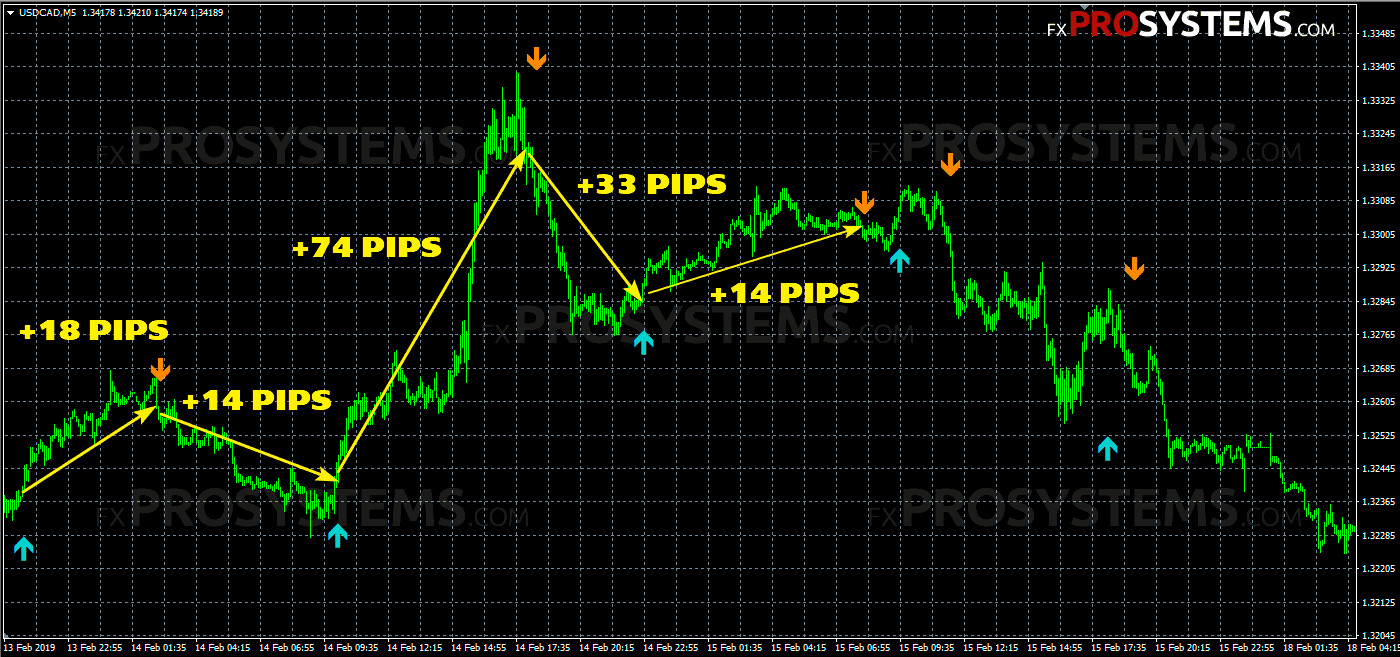 USDCAD,M5 1.34178 1.34210 1.34174 1.34189
FXPROSYSTEMS.COM
1.33485
1.33405
1.33325
FXPROSYSTEMS.COM
FXPROSYSTEMS.COM
1.33245
1.33165
+33 PIPS
1.33085
+74 PIPS
1.33005
1.32925
+14 PIPS
1.32845
+18 PIPS
FXPROSYSTEMS.COM
1.32765
1.32685
+14 PIPS
1.32605
1.32525
1.32445
1.32365
FXPROSYSTEMS.COM
FXPROSYSTEMS.COM
1.32285
1.32205
1.32125
1.32045
13 Feb 2019 13 Feb 22:55 14 Feb 01:35 14 Feb 04:15 14 Feb 06:55 14 Feb 09:35 14 Feb 12:15 14 Feb 14:55 14 Feb 17:35 14 Feb 20:15 14 Feb 22:55 15 Feb 01:35 15 Feb 04:15 15 Feb 06:55 15 Feb 09:35 15 Feb 12:15 15 Feb 14:55 15 Feb 17:35 15 Feb 20:15 15 Feb 22:55 18 Feb 01:35 18 Feb 04:15